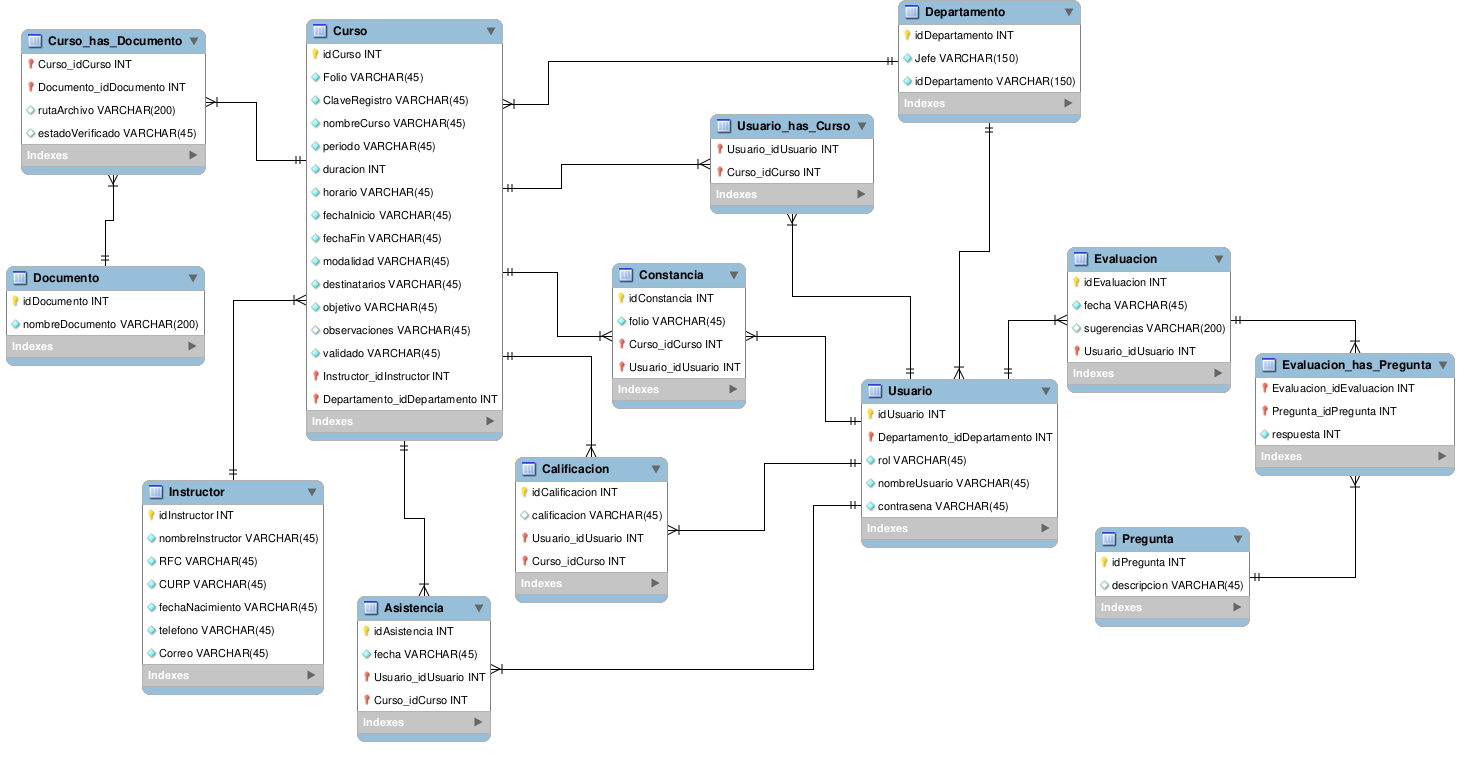 Curso_has_Documento
Curso_idCurso INT
Documento_idDocumento INT
rutaArchivo VARCHAR(200)
estadoVerificado VARCHAR(45)
Indexes
Documento
idDocumento INT
nombreDocumento VARCHAR(200)
Indexes
Curso
idCurso INT
Folio VARCHAR(45)
ClaveRegistro VARCHAR(45)
nombreCurso VARCHAR(45)
periodo VARCHAR(45)
duracion INT
horario VARCHAR(45)
fechaInicio VARCHAR(45)
fechaFin VARCHAR(45)
modalidad VARCHAR(45)
destinatarios VARCHAR(45)
objetivo VARCHAR(45)
observaciones VARCHAR(45)
validado VARCHAR(45)
Instructor_idInstructor INT
Departamento_idDepartamento INT
Indexes
Instructor
idInstructor INT
nombreInstructor VARCHAR(45)
RFC VARCHAR(45)
CURP VARCHAR(45)
fechaNacimiento VARCHAR(45)
telefono VARCHAR(45)
Correo VARCHAR(45)
Indexes
Asistencia
idAsistencia INT
fecha VARCHAR(45)
Usuario_idUsuario INT
Curso_idCurso INT
Indexes
Calificacion
idCalificacion INT
calificacion VARCHAR(45)
Usuario_idUsuario INT
Curso_idCurso INT
Indexes
Constancia
idConstancia INT
folio VARCHAR(45)
Curso_idCurso INT
Usuario_idUsuario INT
Indexes
Usuario_has_Curso
Usuario_idUsuario INT
Curso_idCurso INT
Indexes
Departamento
idDepartamento INT
Jefe VARCHAR(150)
idDepartamento VARCHAR(150)
Indexes
Usuario
idUsuario INT
Departamento_idDepartamento INT
rol VARCHAR(45)
nombreUsuario VARCHAR(45)
contrasena VARCHAR(45)
Indexes
Evaluacion
idEvaluacion INT
fecha VARCHAR(45)
sugerencias VARCHAR(200)
Usuario_idUsuario INT
Indexes
Evaluacion_has_Pregunta
Evaluacion_idEvaluacion INT
Pregunta_idPregunta INT
respuesta INT
Indexes
Pregunta
idPregunta INT
descripcion VARCHAR(45)
Indexes